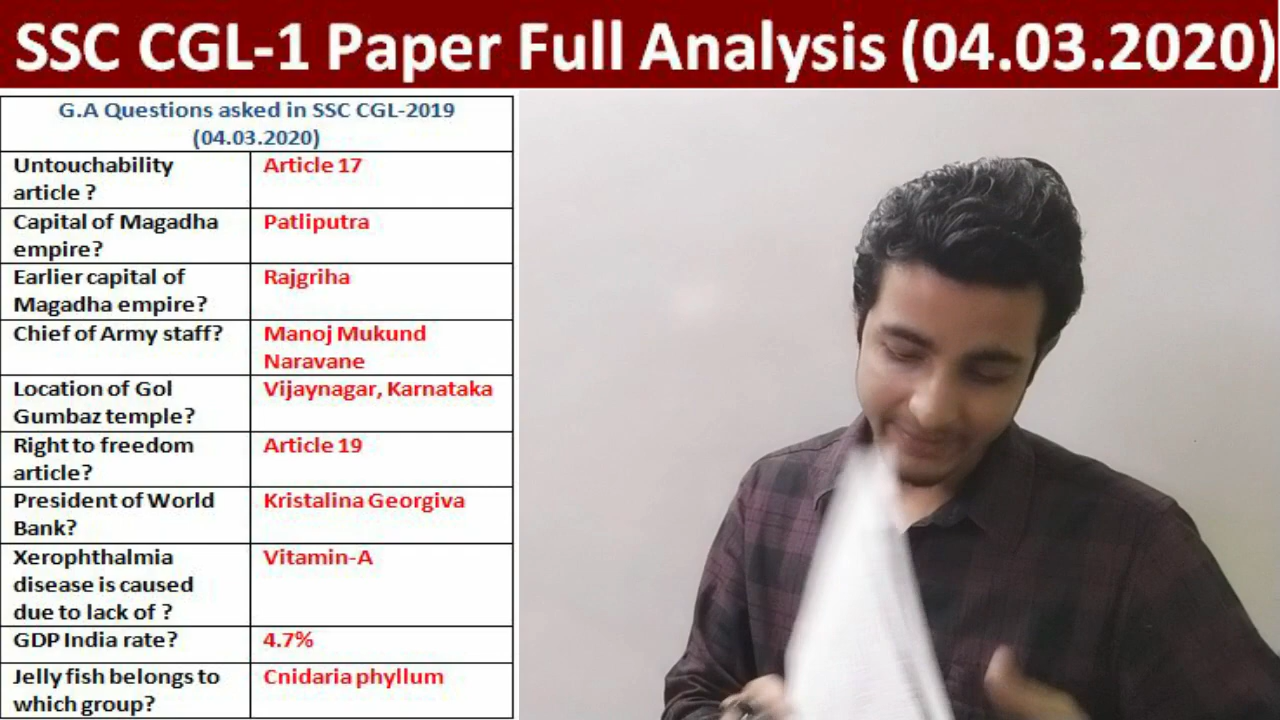 SSC CGL-1 Paper Full Analysis (04.03.2020)
G.A Questions asked in SSC CGL-2019
(04.03.2020)
Untouchability
article ?
Article 17
Capital of Magadha
empire?
Patliputra
Earlier capital of
Magadha empire?
Rajgriha
Chief of Army staff?
Manoj Mukund
Naravane
Location of Gol
Gumbaz temple?
Vijaynagar, Karnataka
Right to freedom
article?
Article 19
President of World
Bank?
Kristalina Georgiva
Xerophthalmia
disease is caused
due to lack of ?
Vitamin-A
GDP India rate?
4.7%
Jelly fish belongs to
which group?
Cnidaria phyllum